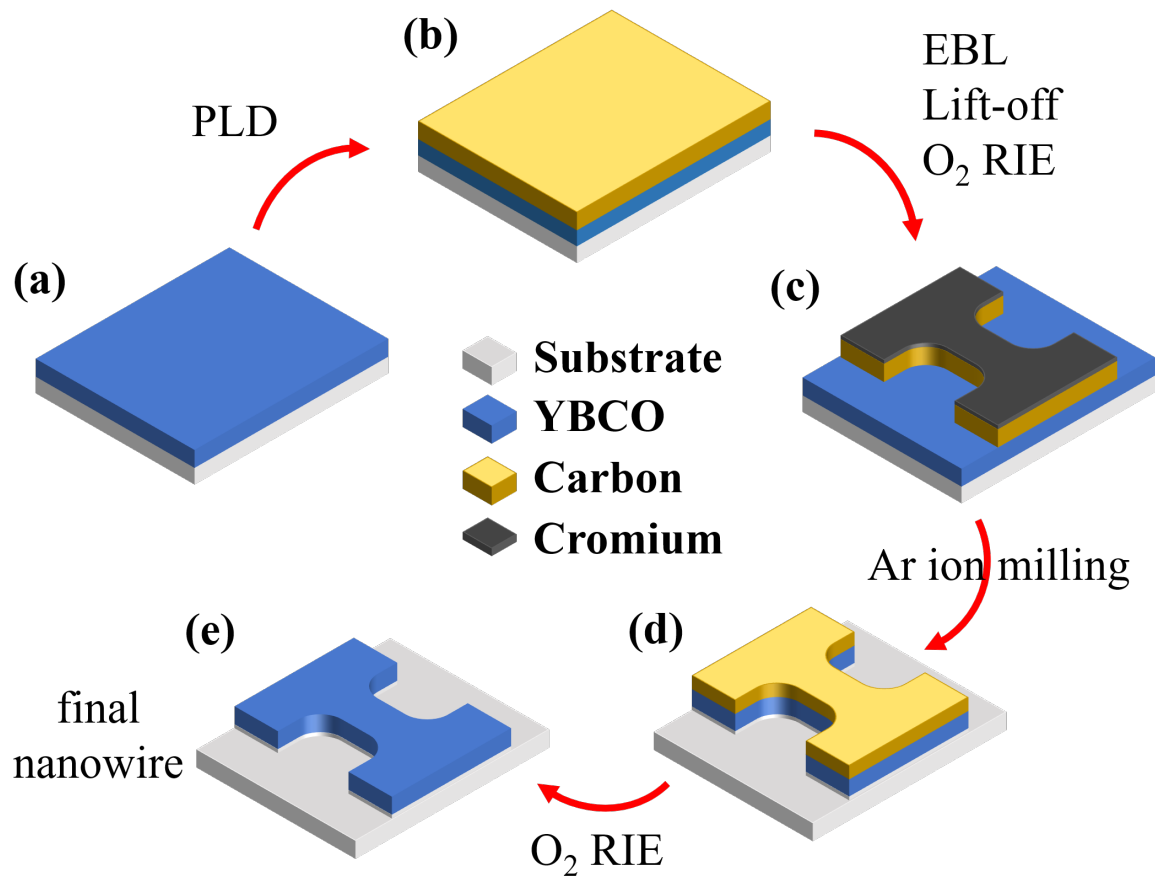 (b)
PLD
EBL
Lift-off
O₂ RIE
(a)
(c)
Substrate
YBCO
Carbon
Cromium
Ar ion milling
(e)
(d)
final
nanowire
O₂ RIE